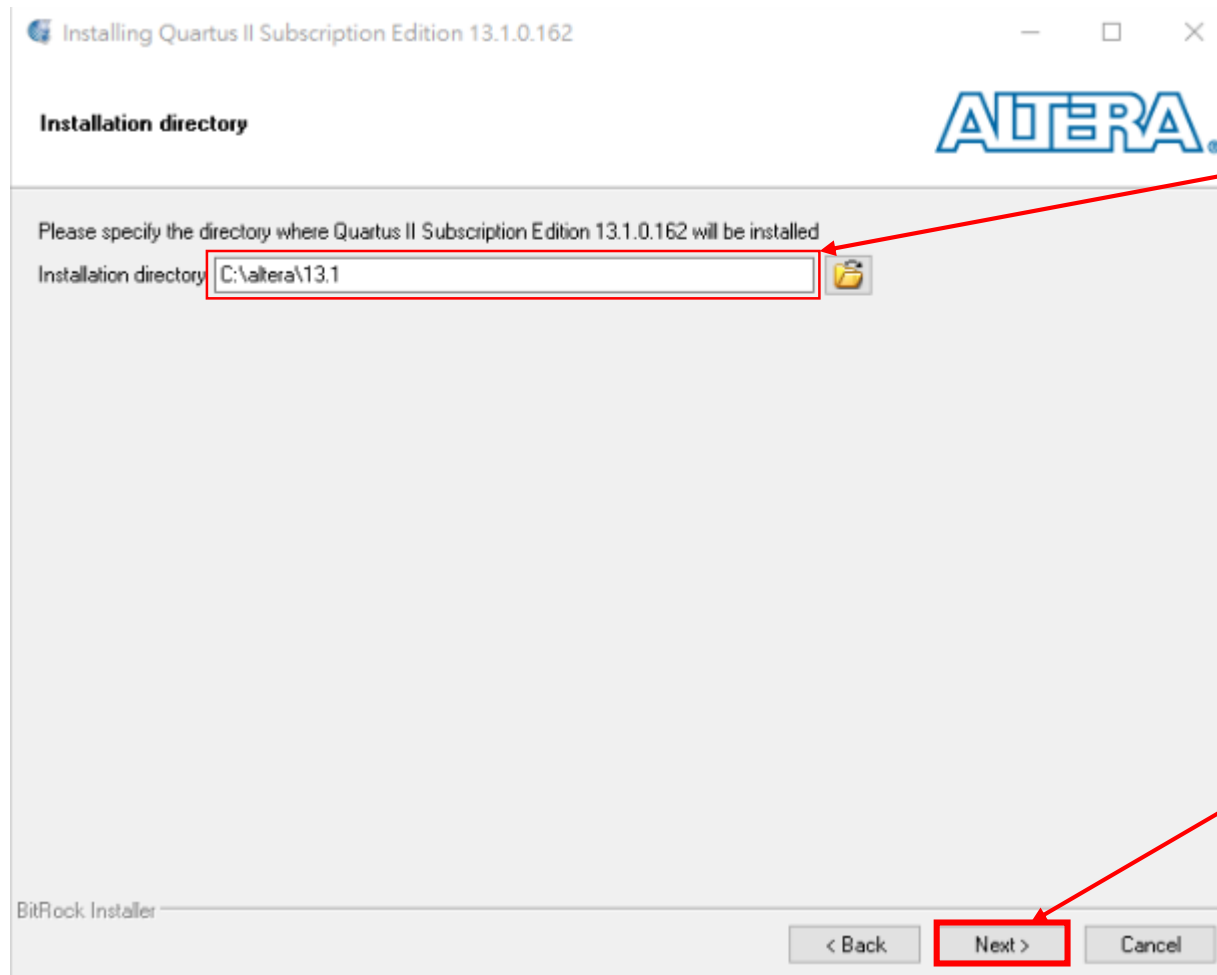 Installing Quartus II Subscription Edition 13.1.0.162
Installation directory
ALTERA®
Please specify the directory where Quartus II Subscription Edition 13.1.0.162 will be installed
Installation directory C:\altera\13.1
BitRock Installer
< Back Next > Cancel